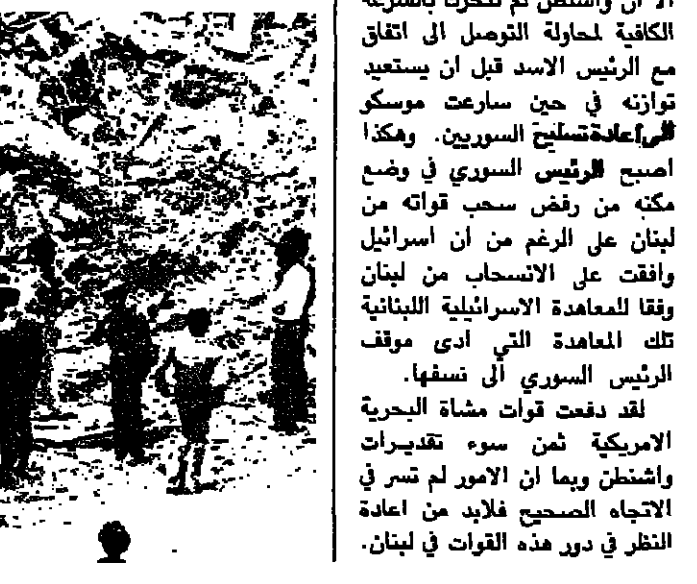 الا ان واشنطن لم تتحرك بالسرعة
الكافية لمحاولة التوصل الى اتفاق
مع الرئيس الاسد قبل ان يستعيد
توازنه في حين سارعت موسكو
الى اعادة تسليح السوريين. وهكذا
اصبح الرئيس السوري في وضع
مكنه من رفض سحب قواته من
لبنان على الرغم من ان اسرائيل
وافقت على الانسحاب من لبنان
وفقا للمعاهدة الاسرائيلية اللبنانية
تلك المعاهدة التي ادى موقف
الرئيس السوري الى نسفها.
لقد دفعت قوات مشاة البحرية
الامريكية ثمن سوء تقديرات
واشنطن وبما ان الامور لم تسر في
الاتجاه الصحيح فلابد من اعادة
النظر في دور هذه القوات في لبنان.